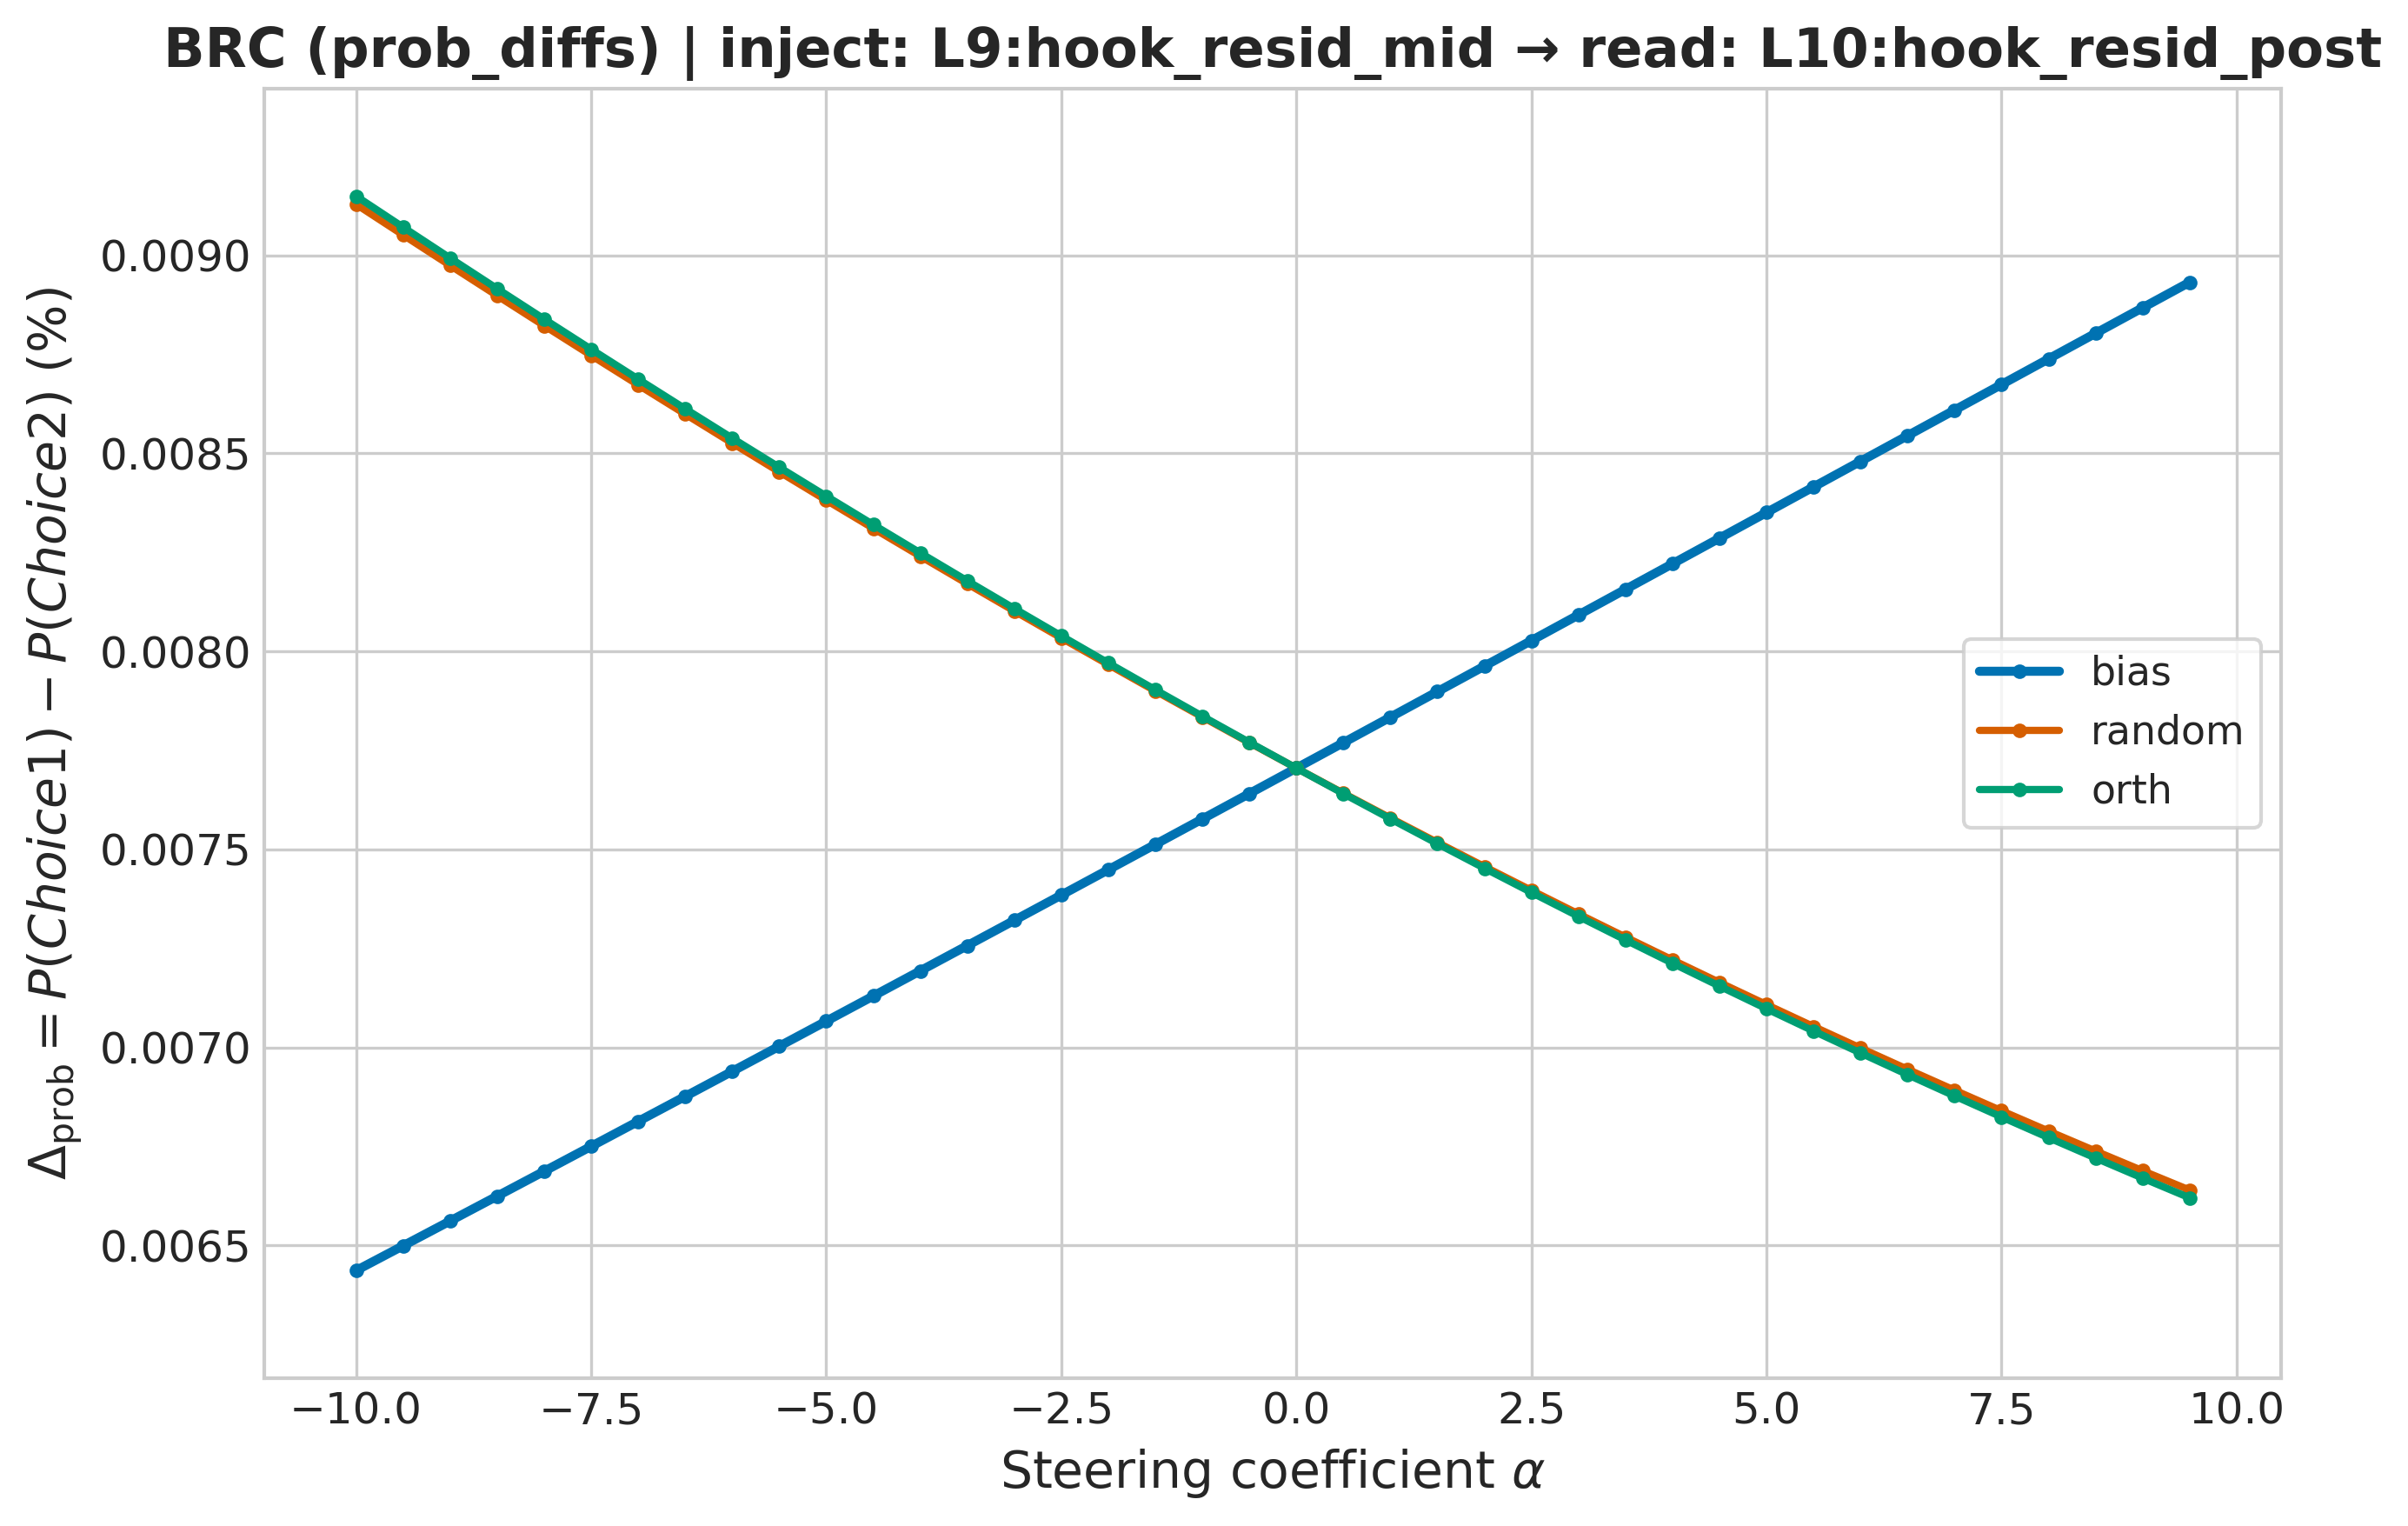 BRC (prob_diffs) | inject: L9:hook_resid_mid → read: L10:hook_resid_post
Δprob = P(Choice1) − P(Choice2) (%)
0.0090
0.0085
0.0080
0.0075
0.0070
0.0065
bias
random
orth
−10.0 −7.5 −5.0 −2.5 0.0 2.5 5.0 7.5 10.0
Steering coefficient α